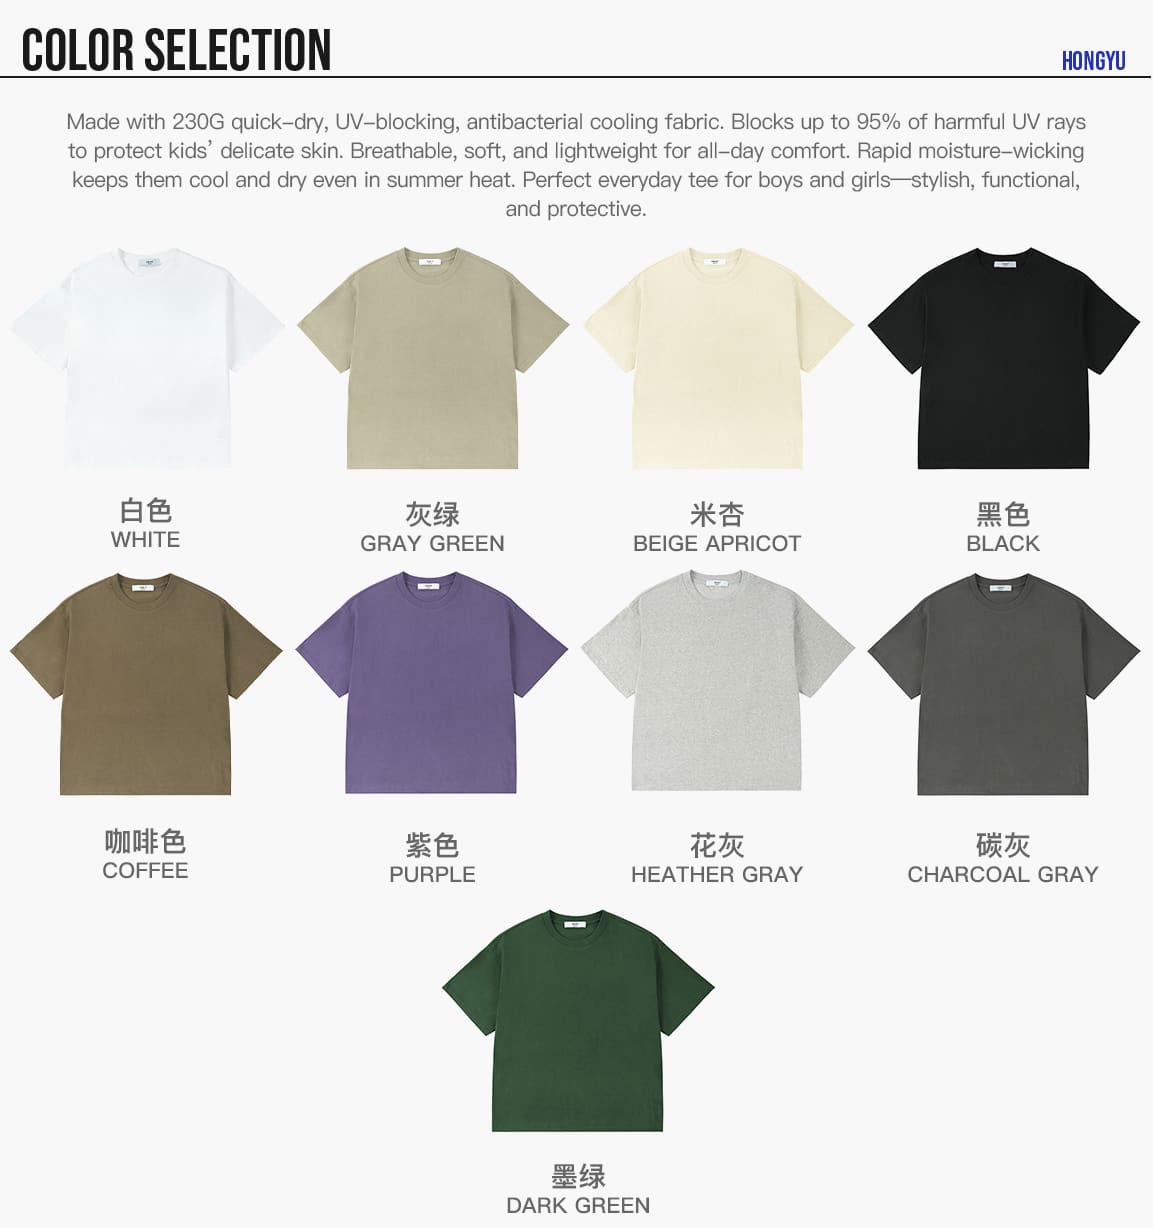 COLOR SELECTION
HONGYU
Made with 230G quick-dry, UV-blocking, antibacterial cooling fabric. Blocks up to 95% of harmful UV rays
to protect kids' delicate skin. Breathable, soft, and lightweight for all-day comfort. Rapid moisture-wicking
keeps them cool and dry even in summer heat. Perfect everyday tee for boys and girls—stylish, functional,
and protective.
白色
WHITE
灰绿
GRAY GREEN
米杏
BEIGE APRICOT
黑色
BLACK
咖啡色
COFFEE
紫色
PURPLE
花灰
HEATHER GRAY
碳灰
CHARCOAL GRAY
墨绿
DARK GREEN